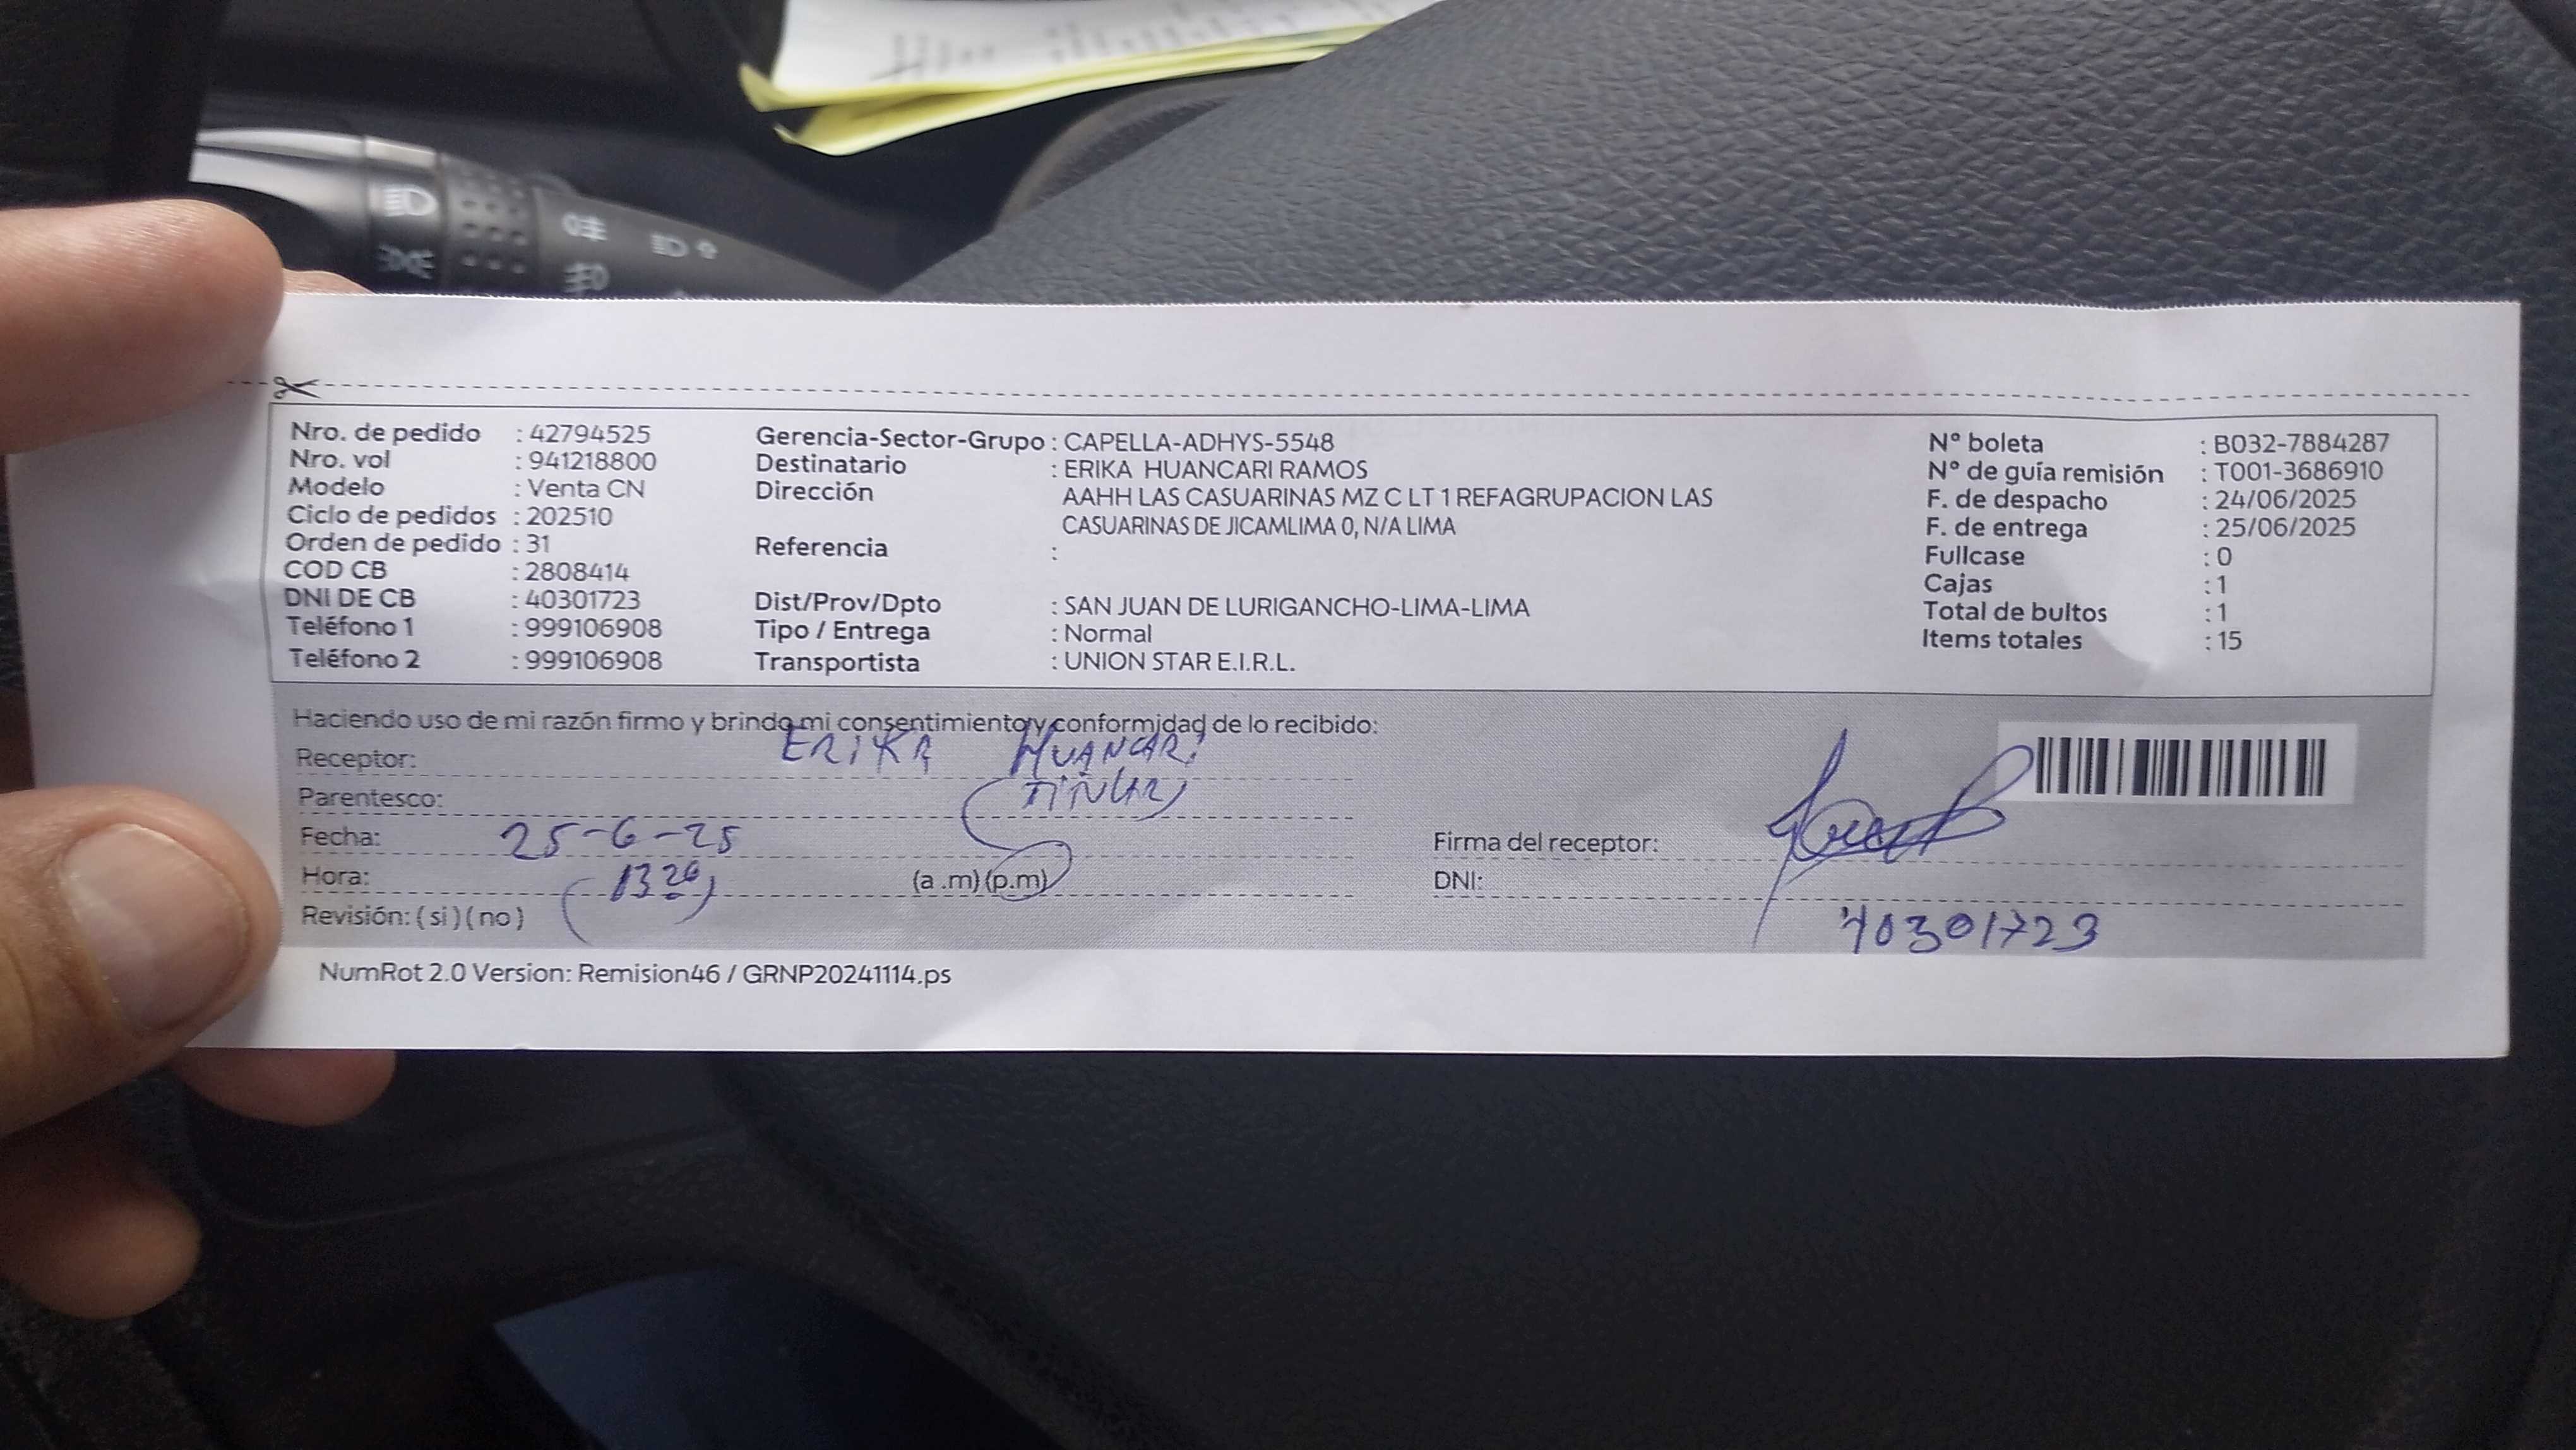 Nro. de pedido : 42794525
Nro. vol : 941218800
Modelo : Venta CN
Ciclo de pedidos : 202510
Orden de pedido : 31
COD CB : 2808414
DNI DE CB : 40301723
Teléfono 1 : 999106908
Teléfono 2 : 999106908
Gerencia-Sector-Grupo : CAPELLA-ADHYS-5548
Destinatario : ERIKA HUANCARI RAMOS
Dirección AAHH LAS CASUARINAS MZ C LT 1 REFAGRUPACION LAS
CASUARINAS DE JICAMLIMA 0, N/A LIMA
Referencia :
Dist/Prov/Dpto : SAN JUAN DE LURIGANCHO-LIMA-LIMA
Tipo / Entrega : Normal
Transportista : UNION STAR E.I.R.L.
N° boleta : B032-7884287
N° de guía remisión : T001-3686910
F. de despacho : 24/06/2025
F. de entrega : 25/06/2025
Fullcase : 0
Cajas : 1
Total de bultos : 1
Items totales : 15
Haciendo uso de mi razón firmo y brindo mi consentimiento y conformidad de lo recibido:
Receptor: ERIKA HUANCARI
Parentesco:
Fecha: 25-6-25
Hora: (13 20) (a .m) (p.m)
Revisión: ( si ) ( no )
Firma del receptor:
DNI: 40301723
NumRot 2.0 Version: Remision46 / GRNP20241114.ps